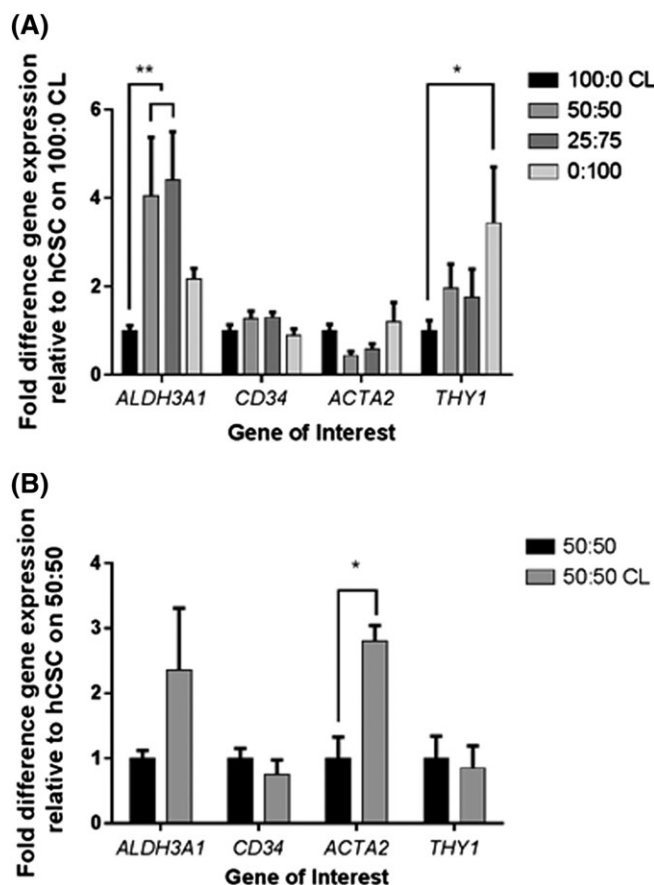 (A)
Fold difference gene expression
relative to hCSC on 100:0 CL
6
4
2
0
**
*
100:0 CL
50:50
25:75
0:100
ALDH3A1 CD34 ACTA2 THY1
Gene of Interest
(B)
Fold difference gene expression
relative to hCSC on 50:50
4
3
2
1
0
*
50:50
50:50 CL
ALDH3A1 CD34 ACTA2 THY1
Gene of Interest